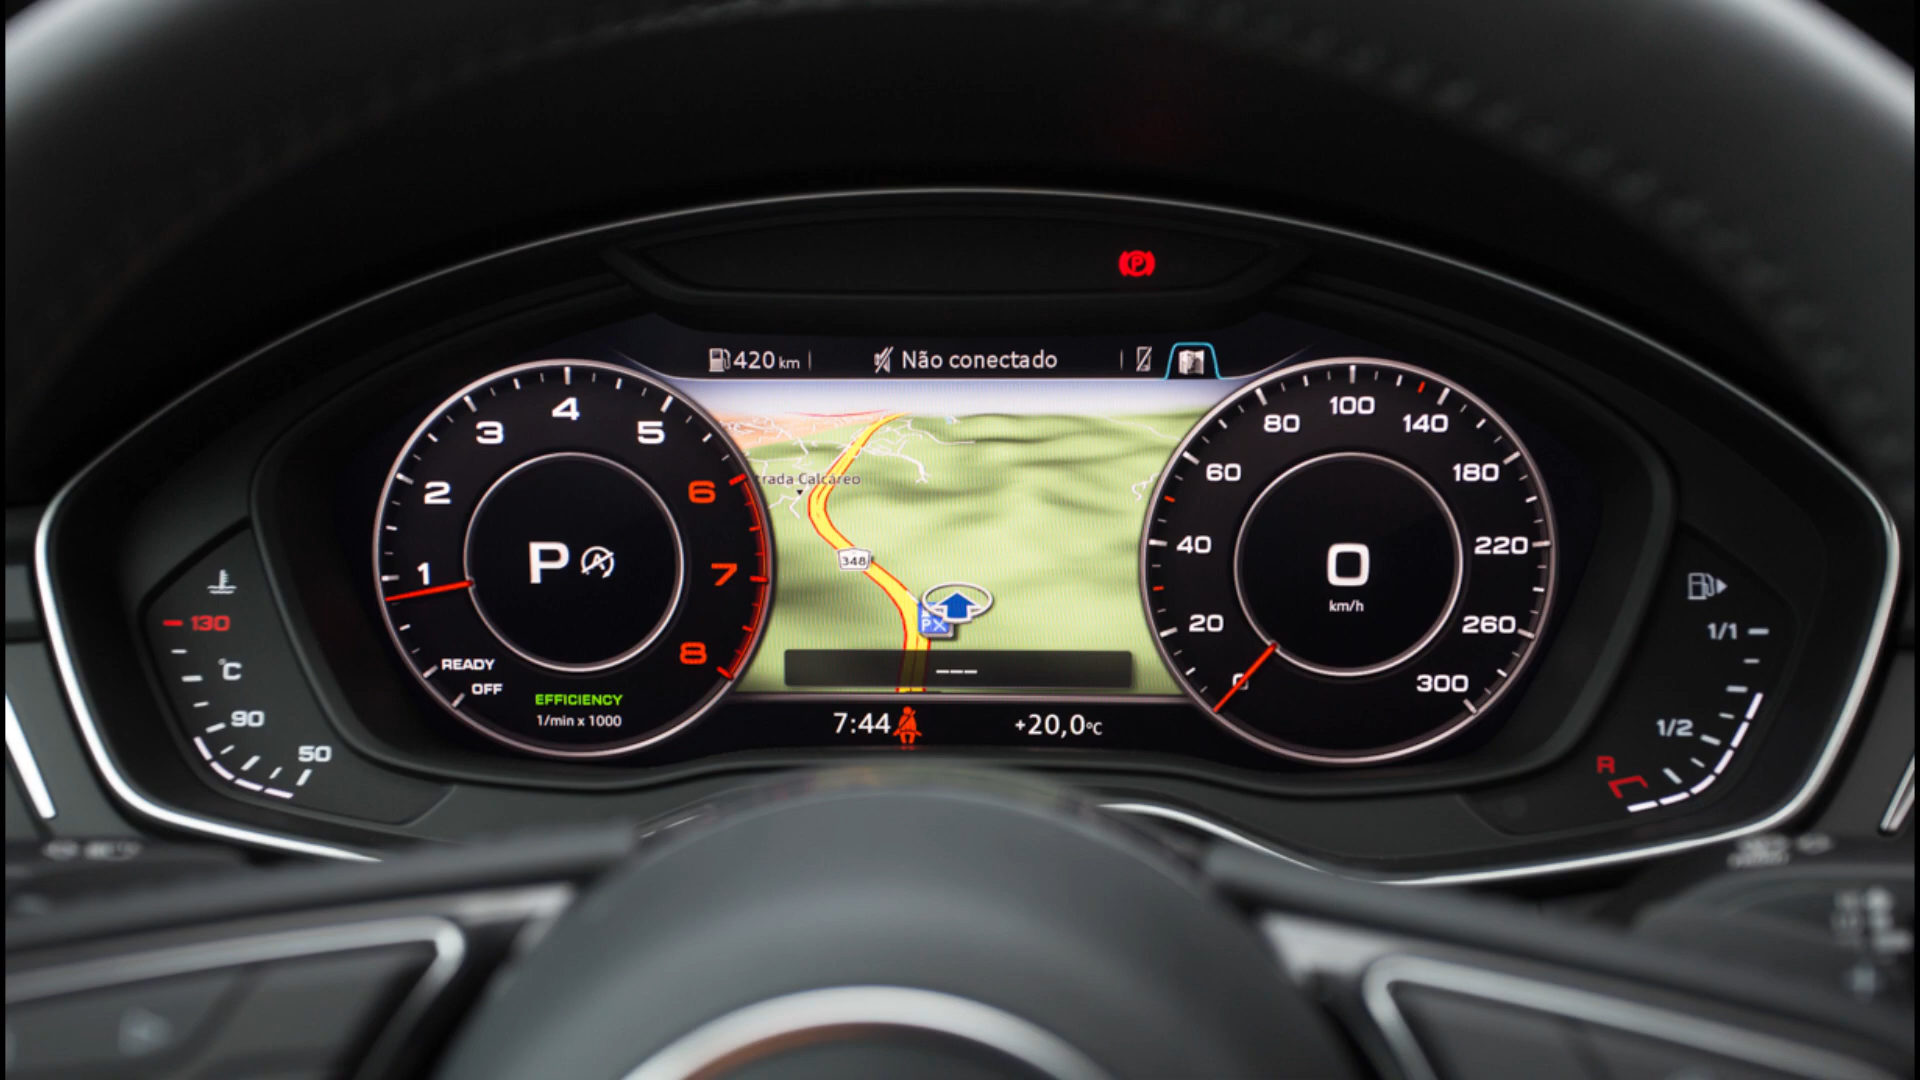 420 km
Não conectado
1
2
3
4
5
6
7
8
READY
OFF
EFFICIENCY
1/min x 1000
P
A
rada Calcáreo
348
P
---
7:44
+20,0°C
0
20
40
60
80
100
140
180
220
260
300
0
km/h
130
°C
90
50
1/1
1/2
R
P